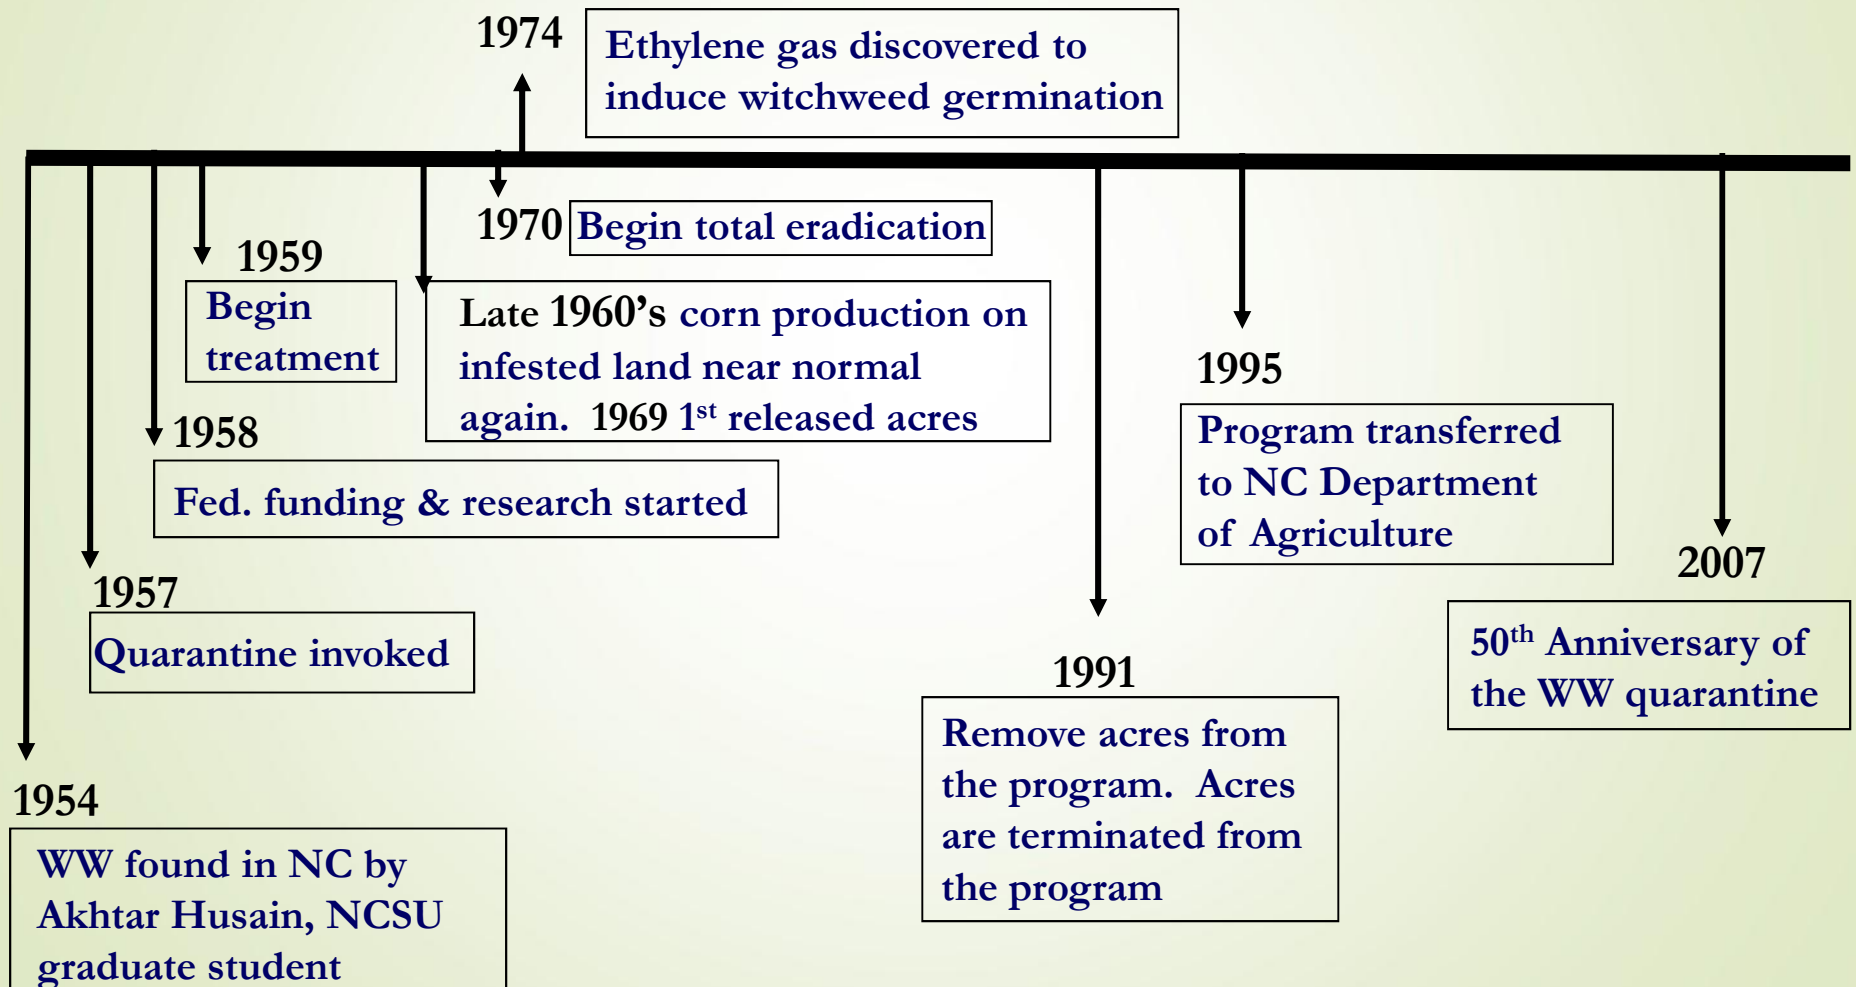 1974
Ethylene gas discovered to
induce witchweed germination
1970
Begin total eradication
1959
Begin
treatment
Late 1960’s corn production on
infested land near normal
again.  1969 1st released acres
1958
Fed. funding & research started
1957
Quarantine invoked
1954
WW found in NC by
Akhtar Husain, NCSU
graduate student
1991
Remove acres from
the program.  Acres
are terminated from
the program
1995
Program transferred
to NC Department
of Agriculture
2007
50th Anniversary of
the WW quarantine